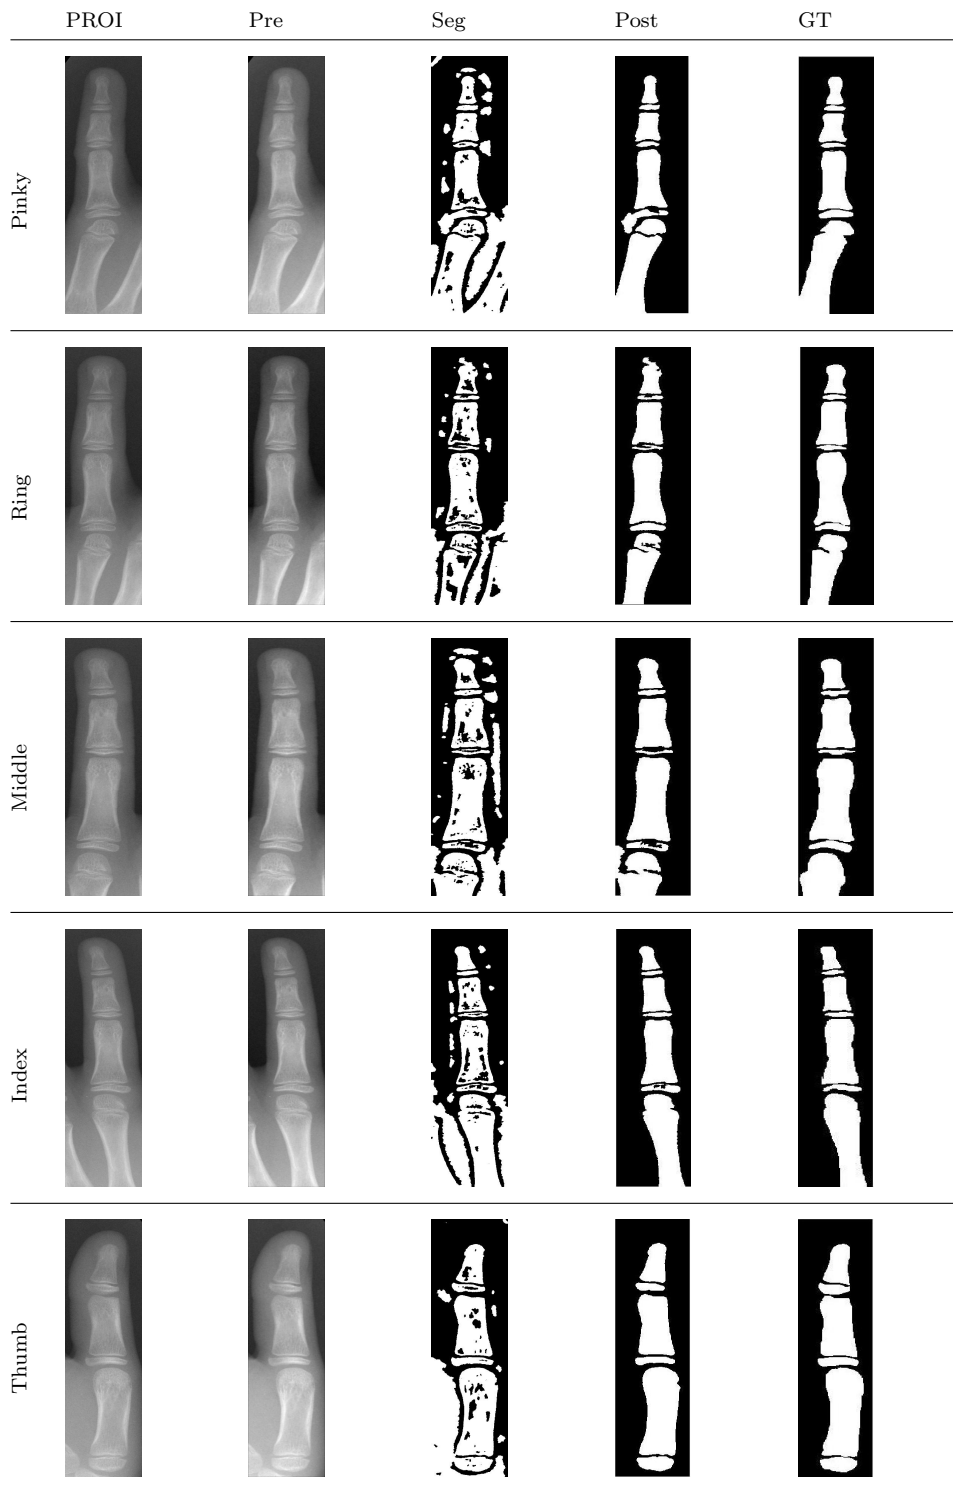 PROI Pre Seg Post GT
Pinky
Ring
Middle
Index
Thumb